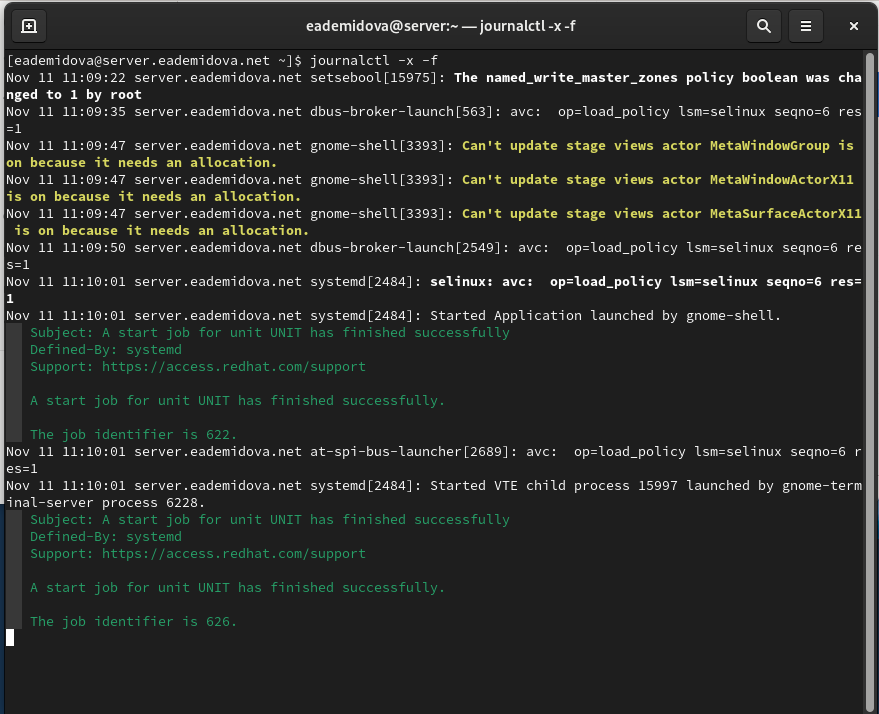 eademidova@server:~ — journalctl -x -f
[eademidova@server.eademidova.net ~]$ journalctl -x -f
Nov 11 11:09:22 server.eademidova.net setsebool[15975]: The named_write_master_zones policy boolean was cha
nged to 1 by root
Nov 11 11:09:35 server.eademidova.net dbus-broker-launch[563]: avc:  op=load_policy lsm=selinux seqno=6 res
=1
Nov 11 11:09:47 server.eademidova.net gnome-shell[3393]: Can't update stage views actor MetaWindowGroup is
on because it needs an allocation.
Nov 11 11:09:47 server.eademidova.net gnome-shell[3393]: Can't update stage views actor MetaWindowActorX11
is on because it needs an allocation.
Nov 11 11:09:47 server.eademidova.net gnome-shell[3393]: Can't update stage views actor MetaSurfaceActorX11
 is on because it needs an allocation.
Nov 11 11:09:50 server.eademidova.net dbus-broker-launch[2549]: avc:  op=load_policy lsm=selinux seqno=6 re
s=1
Nov 11 11:10:01 server.eademidova.net systemd[2484]: selinux: avc:  op=load_policy lsm=selinux seqno=6 res=
1
Nov 11 11:10:01 server.eademidova.net systemd[2484]: Started Application launched by gnome-shell.
Subject: A start job for unit UNIT has finished successfully
Defined-By: systemd
Support: https://access.redhat.com/support
A start job for unit UNIT has finished successfully.
The job identifier is 622.
Nov 11 11:10:01 server.eademidova.net at-spi-bus-launcher[2689]: avc:  op=load_policy lsm=selinux seqno=6 r
es=1
Nov 11 11:10:01 server.eademidova.net systemd[2484]: Started VTE child process 15997 launched by gnome-term
inal-server process 6228.
Subject: A start job for unit UNIT has finished successfully
Defined-By: systemd
Support: https://access.redhat.com/support
A start job for unit UNIT has finished successfully.
The job identifier is 626.